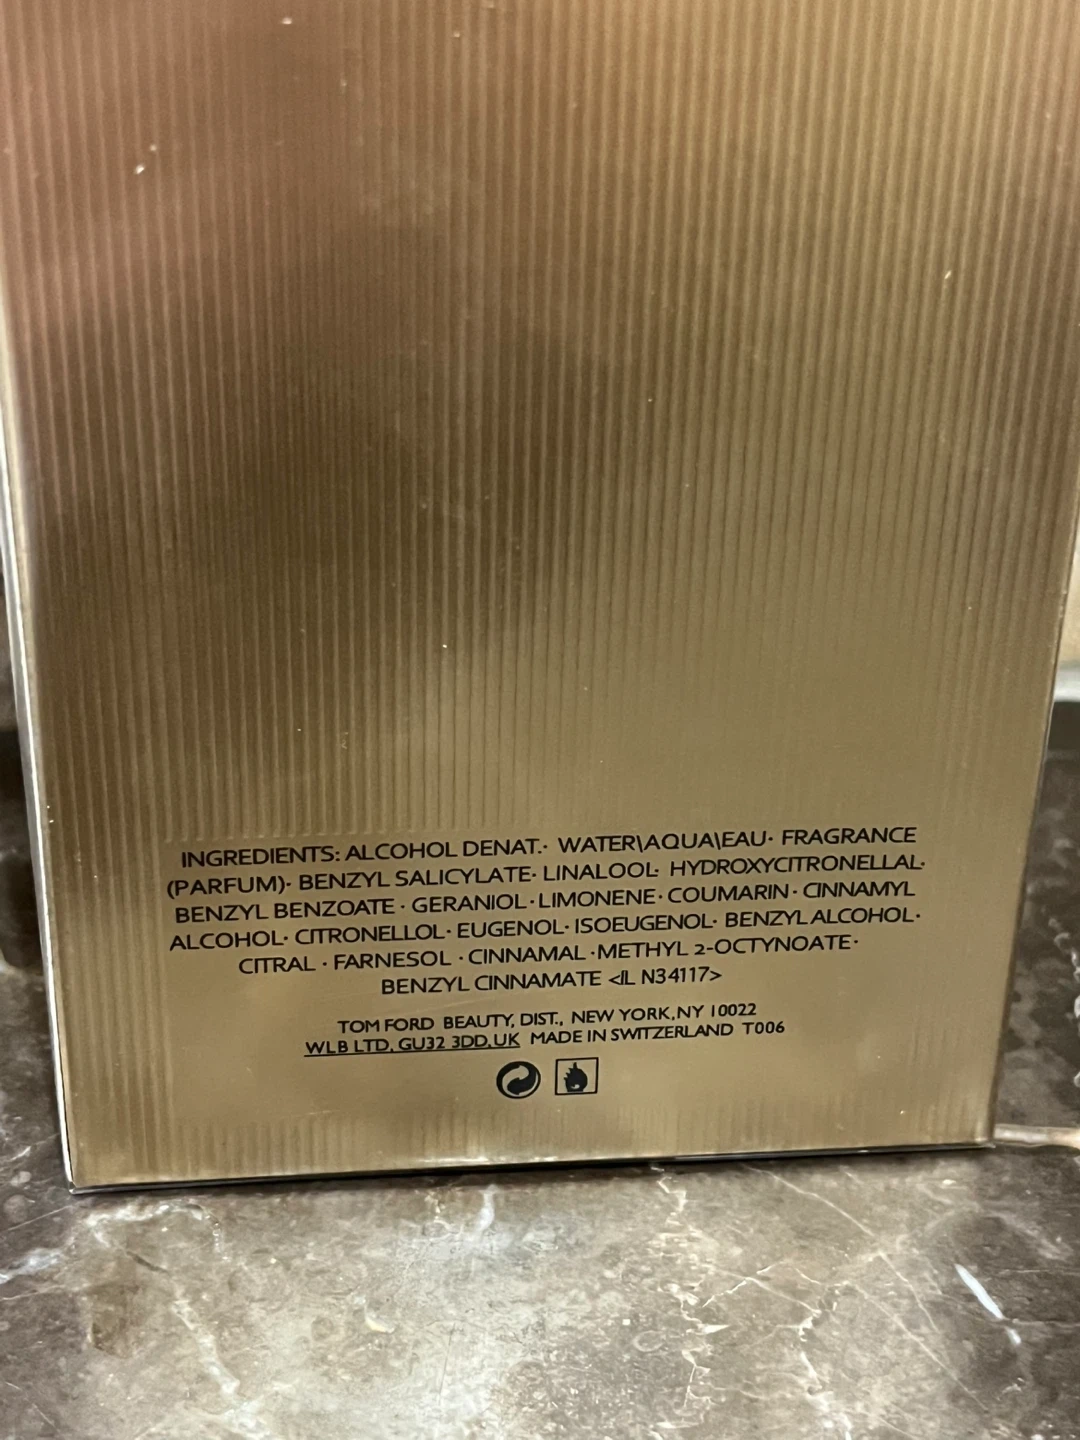 INGREDIENTS: ALCOHOL DENAT.· WATER\AQUA\EAU· FRAGRANCE
(PARFUM)· BENZYL SALICYLATE· LINALOOL· HYDROXYCITRONELLAL·
BENZYL BENZOATE · GERANIOL · LIMONENE · COUMARIN · CINNAMYL
ALCOHOL· CITRONELLOL · EUGENOL· ISOEUGENOL· BENZYL ALCOHOL·
CITRAL · FARNESOL · CINNAMAL · METHYL 2-OCTYNOATE·
BENZYL CINNAMATE <IL N34117>
TOM FORD BEAUTY, DIST., NEW YORK, NY 10022
WLB LTD, GU32 3DD, UK MADE IN SWITZERLAND T006